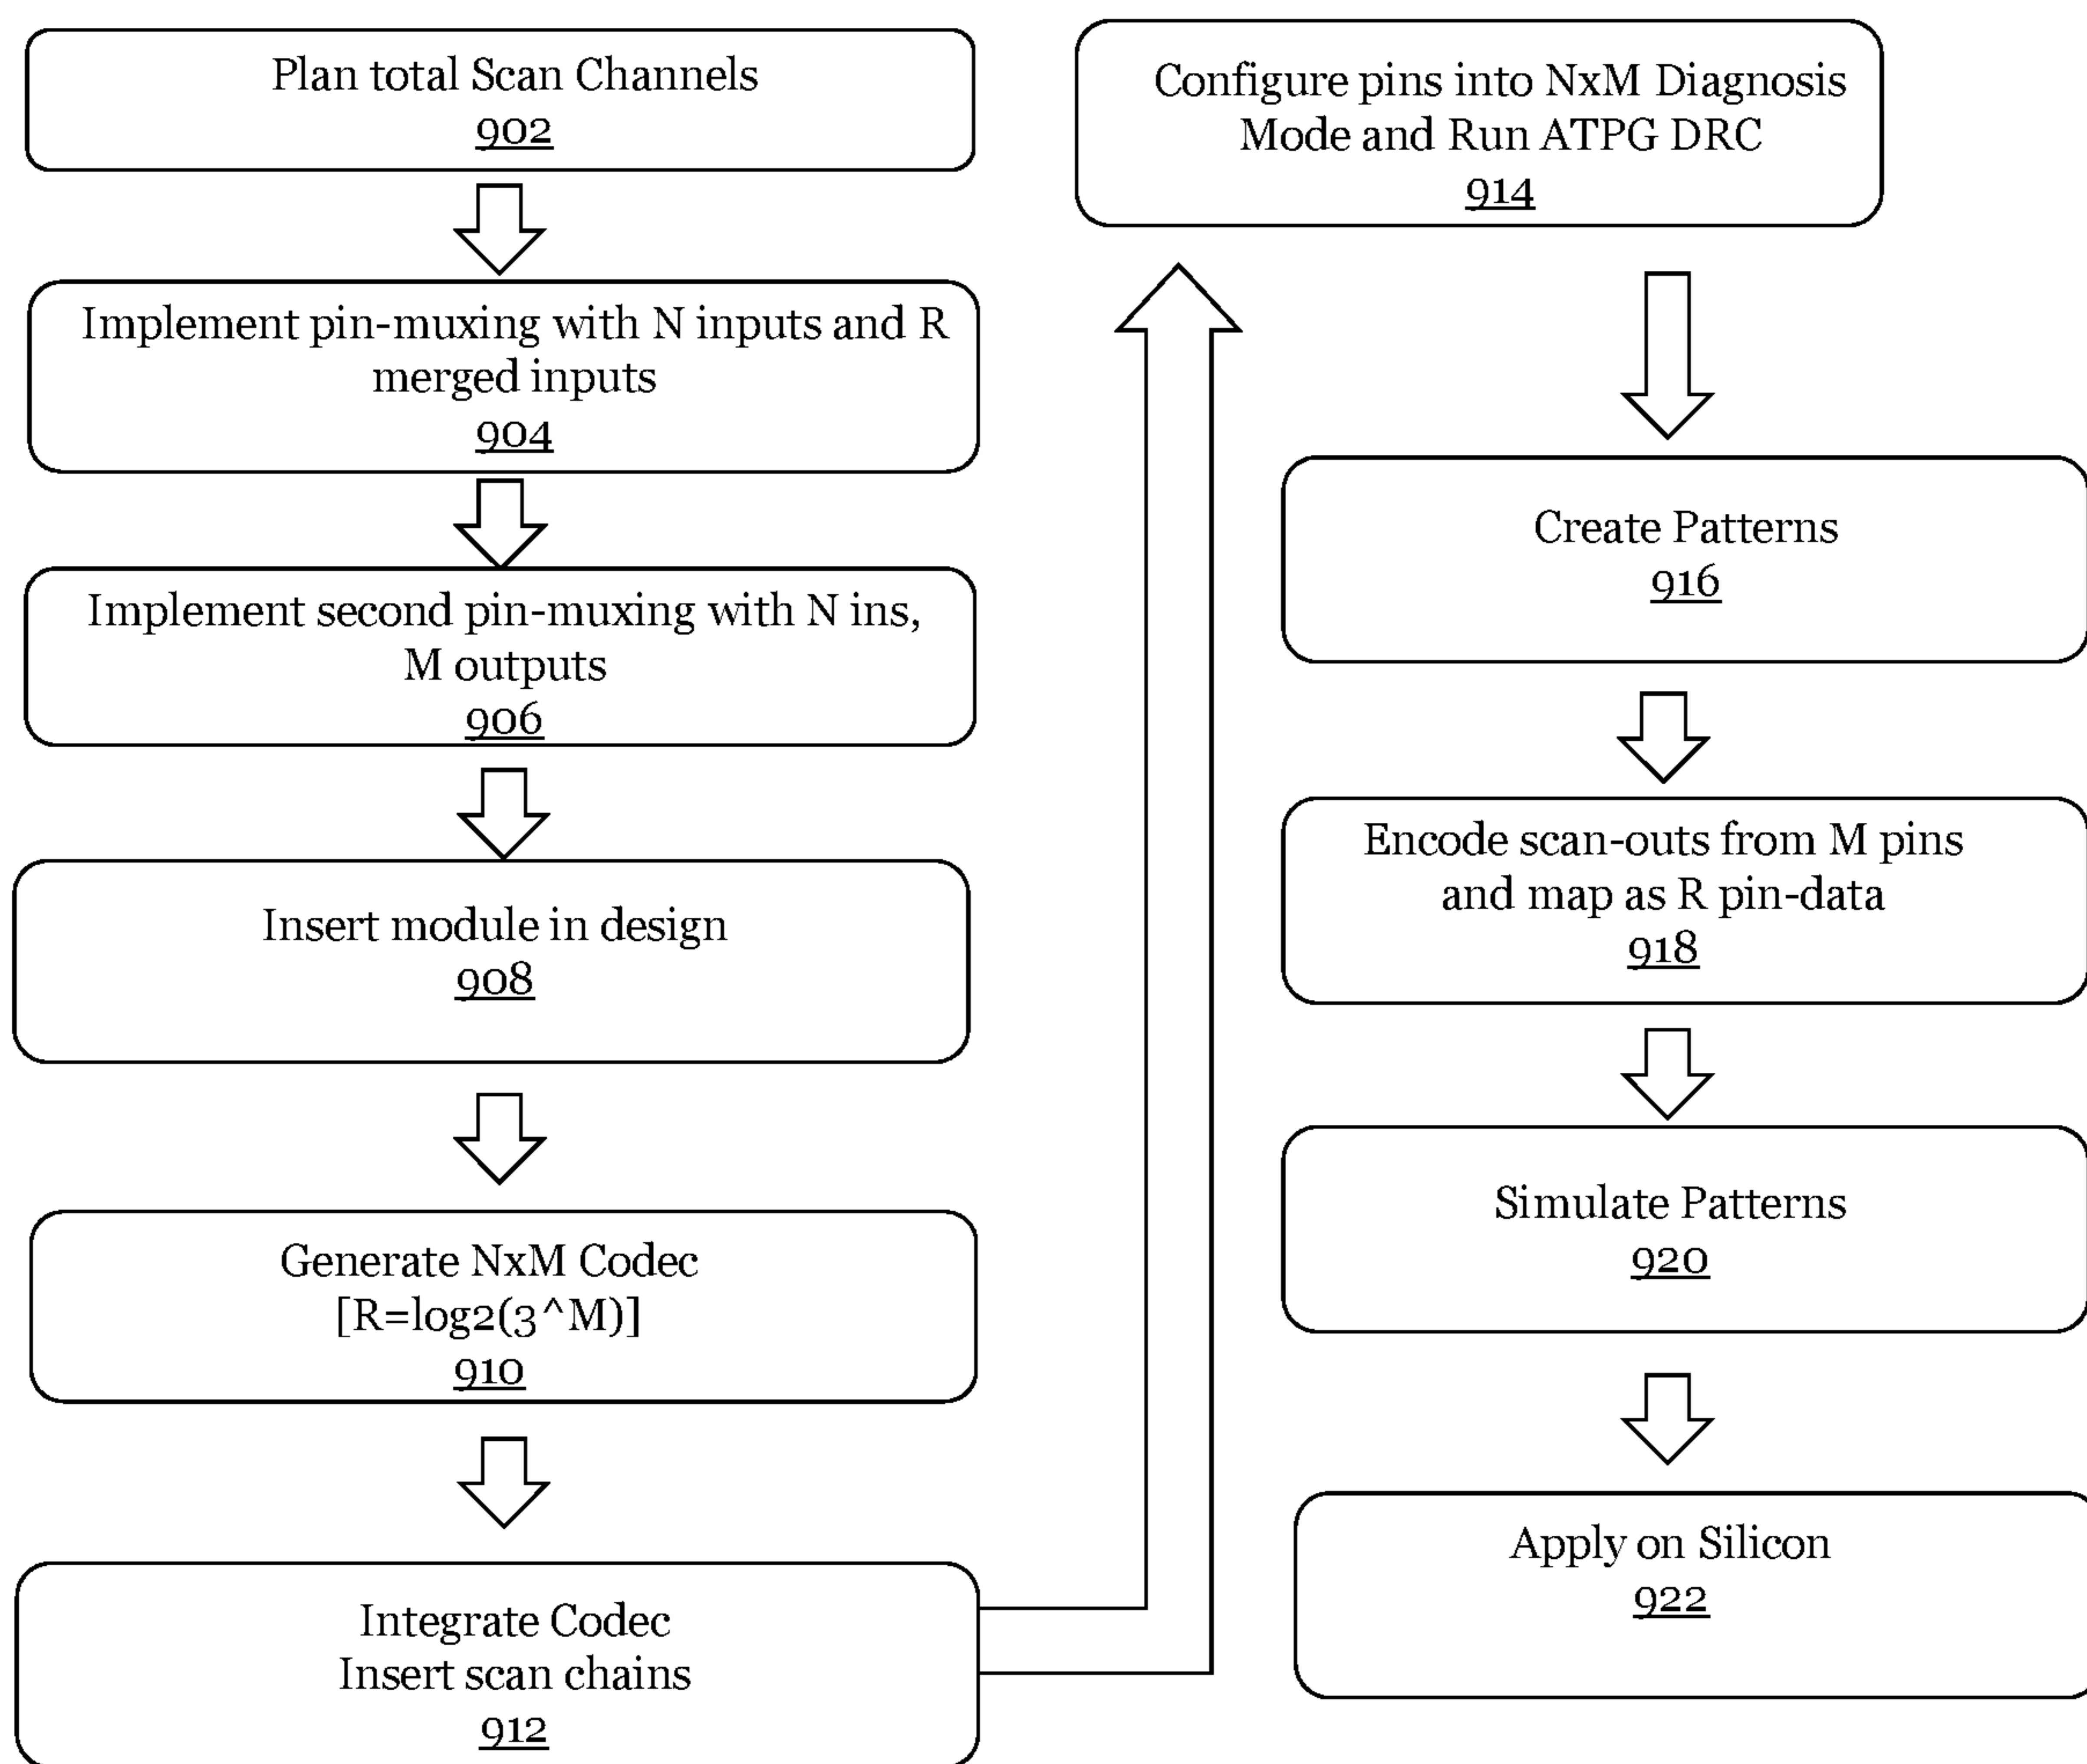 Plan total Scan Channels
902
Implement pin-muxing with N inputs and R
merged inputs
904
Implement second pin-muxing with N ins,
M outputs
906
Insert module in design
908
Generate NxM Codec
[R=log2(3^M)]
910
Integrate Codec
Insert scan chains
912
Configure pins into NxM Diagnosis
Mode and Run ATPG DRC
914
Create Patterns
916
Encode scan-outs from M pins
and map as R pin-data
918
Simulate Patterns
920
Apply on Silicon
922